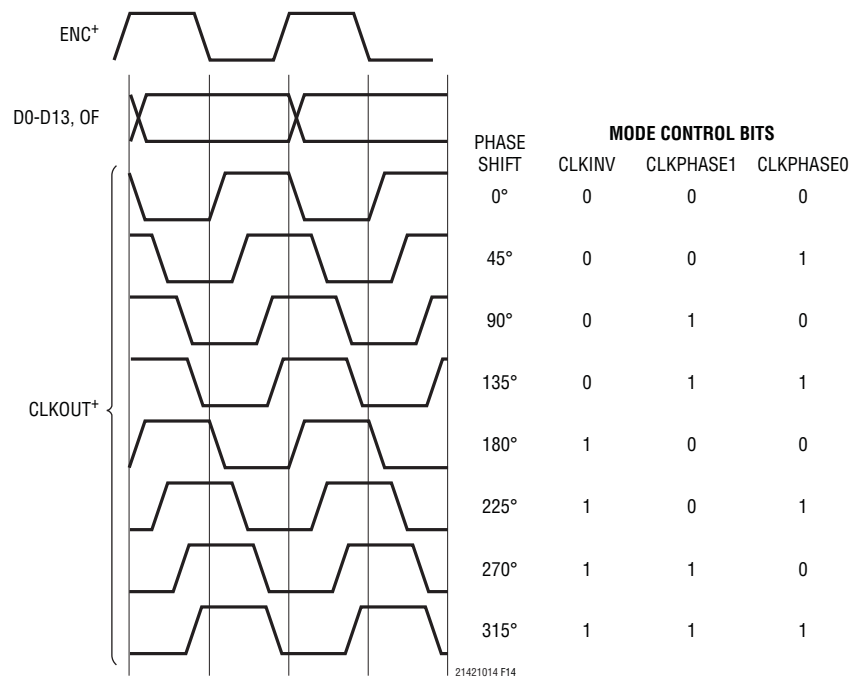 ENC+
D0-D13, OF
CLKOUT+
PHASE SHIFT
MODE CONTROL BITS
CLKINV CLKPHASE1 CLKPHASE0
0° 0 0 0
45° 0 0 1
90° 0 1 0
135° 0 1 1
180° 1 0 0
225° 1 0 1
270° 1 1 0
315° 1 1 1
21421014 F14